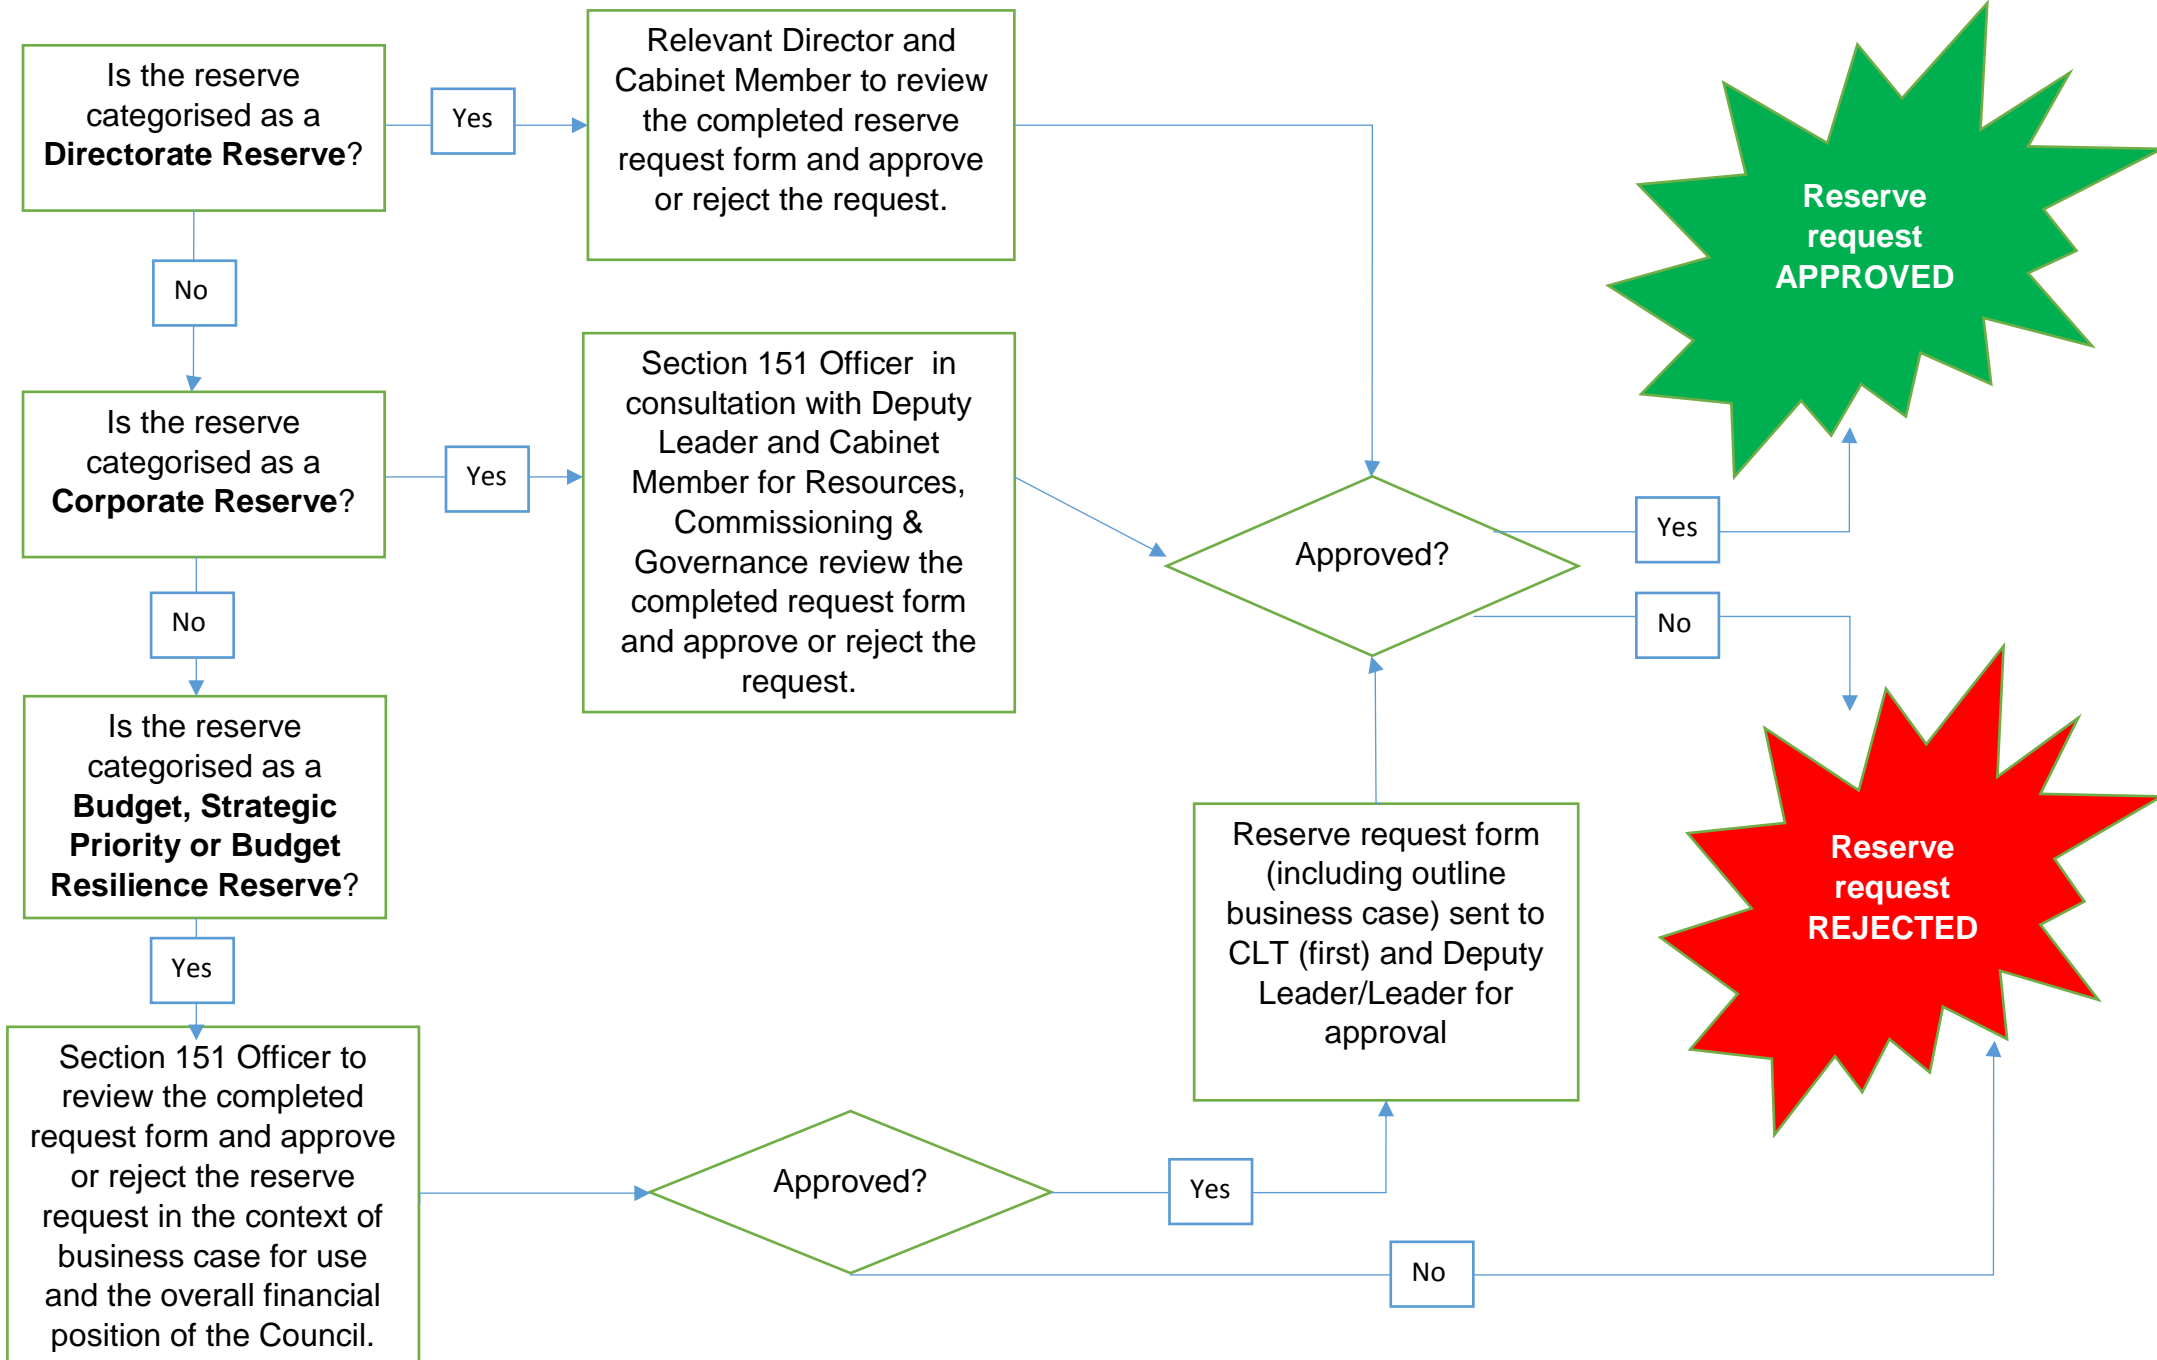 Is the reserve
categorised as a
Directorate Reserve?
Yes
Relevant Director and
Cabinet Member to review
the completed reserve
request form and approve
or reject the request.
No
Is the reserve
categorised as a
Corporate Reserve?
Yes
Section 151 Officer in
consultation with Deputy
Leader and Cabinet
Member for Resources,
Commissioning &
Governance review the
completed request form
and approve or reject the
request.
No
Is the reserve
categorised as a
Budget, Strategic
Priority or Budget
Resilience Reserve?
Yes
Section 151 Officer to
review the completed
request form and approve
or reject the reserve
request in the context of
business case for use
and the overall financial
position of the Council.
Approved?
Yes
No
Reserve request form
(including outline
business case) sent to
CLT (first) and Deputy
Leader/Leader for
approval
Approved?
Yes
No
Reserve
request
APPROVED
Reserve
request
REJECTED